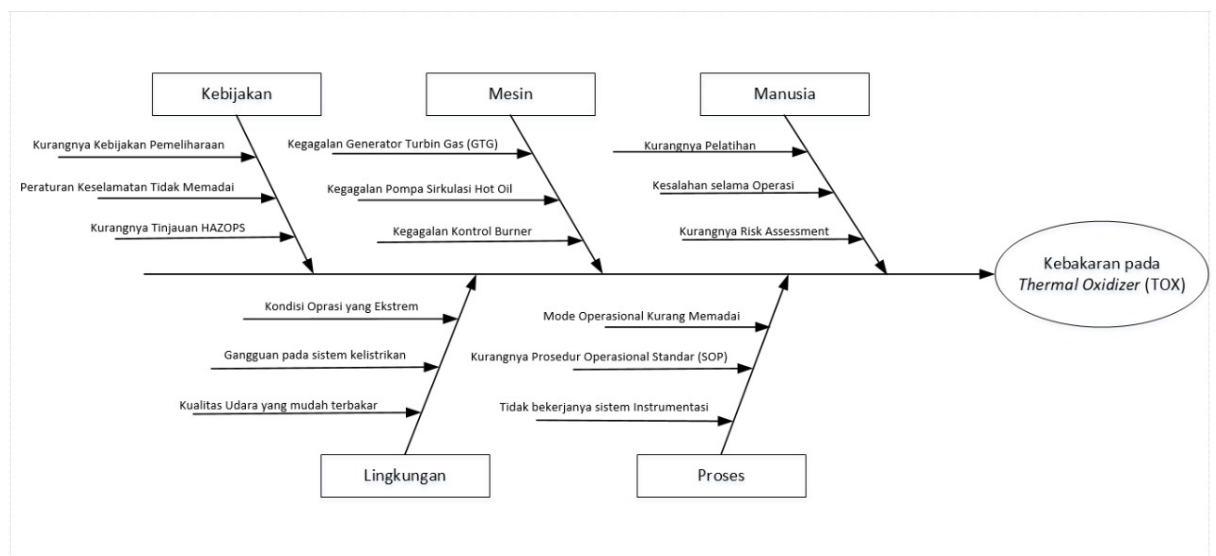 Kebijakan
Mesin
Manusia
Kurangnya Kebijakan Pemeliharaan
Peraturan Keselamatan Tidak Memadai
Kurangnya Tinjauan HAZOPS
Kegagalan Generator Turbin Gas (GTG)
Kegagalan Pompa Sirkulasi Hot Oil
Kegagalan Kontrol Burner
Kurangnya Pelatihan
Kesalahan selama Operasi
Kurangnya Risk Assessment
Kebakaran pada
Thermal Oxidizer (TOX)
Kondisi Oprasi yang Ekstrem
Gangguan pada sistem kelistrikan
Kualitas Udara yang mudah terbakar
Mode Operasional Kurang Memadai
Kurangnya Prosedur Operasional Standar (SOP)
Tidak bekerjanya sistem Instrumentasi
Lingkungan
Proses